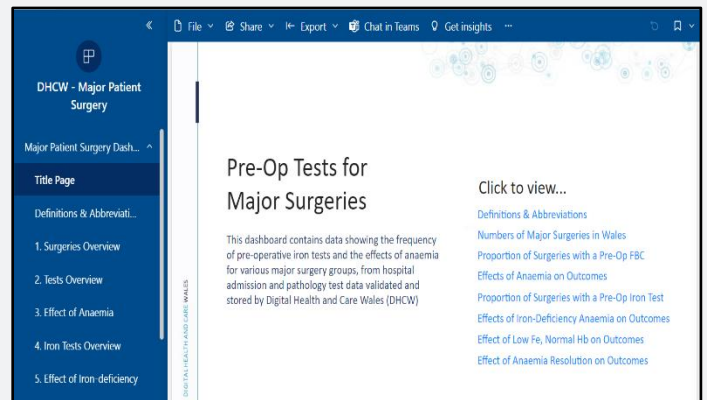 File Share Export Chat in Teams Get insights ...
DHCW - Major Patient
Surgery
Major Patient Surgery Dash...
Title Page
Definitions & Abbreviati...
1. Surgeries Overview
2. Tests Overview
3. Effect of Anaemia
4. Iron Tests Overview
5. Effect of Iron-deficiency
DIGITAL HEALTH AND CARE WALES
Pre-Op Tests for
Major Surgeries
This dashboard contains data showing the frequency
of pre-operative iron tests and the effects of anaemia
for various major surgery groups, from hospital
admission and pathology test data validated and
stored by Digital Health and Care Wales (DHCW)
Click to view...
Definitions & Abbreviations
Numbers of Major Surgeries in Wales
Proportion of Surgeries with a Pre-Op FBC
Effects of Anaemia on Outcomes
Proportion of Surgeries with a Pre-Op Iron Test
Effects of Iron-Deficiency Anaemia on Outcomes
Effect of Low Fe, Normal Hb on Outcomes
Effect of Anaemia Resolution on Outcomes